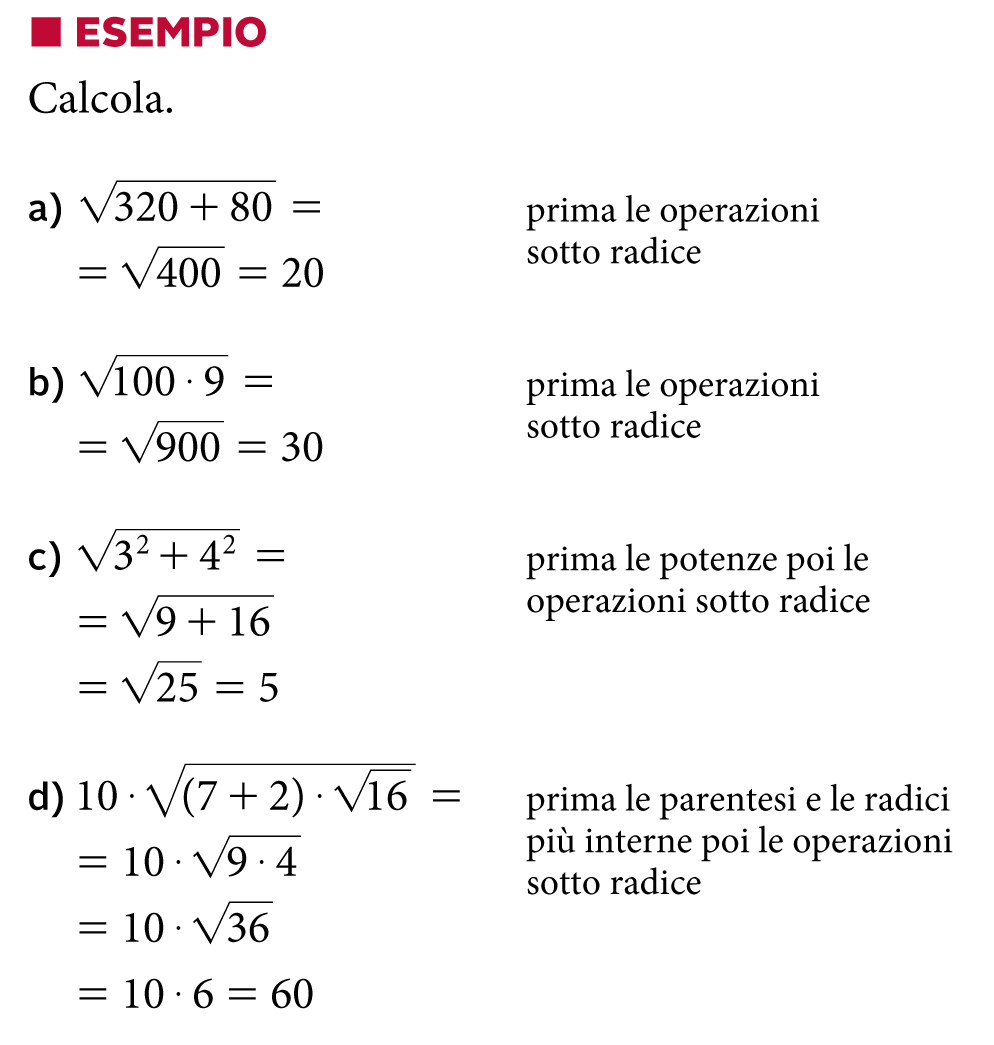 ESEMPIO
Calcola.
a) √(320 + 80) = prima le operazioni
sotto radice
= √400 = 20
b) √(100 · 9) = prima le operazioni
sotto radice
= √900 = 30
c) √(3² + 4²) = prima le potenze poi le
operazioni sotto radice
= √(9 + 16)
= √25 = 5
d) 10 · √((7 + 2) · √16) = prima le parentesi e le radici
più interne poi le operazioni
= 10 · √(9 · 4)
sotto radice
= 10 · √36
= 10 · 6 = 60